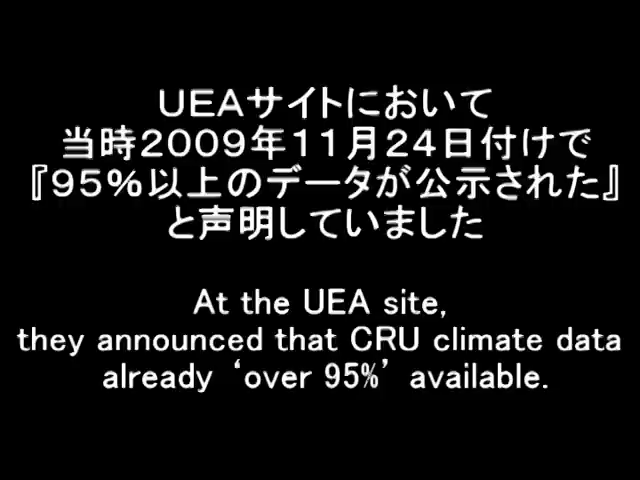 UEAサイトにおいて
当時2009年11月24日付けで
『95%以上のデータが公示された』
と声明していました
At the UEA site,
they announced that CRU climate data
already ‘over 95%’ available.